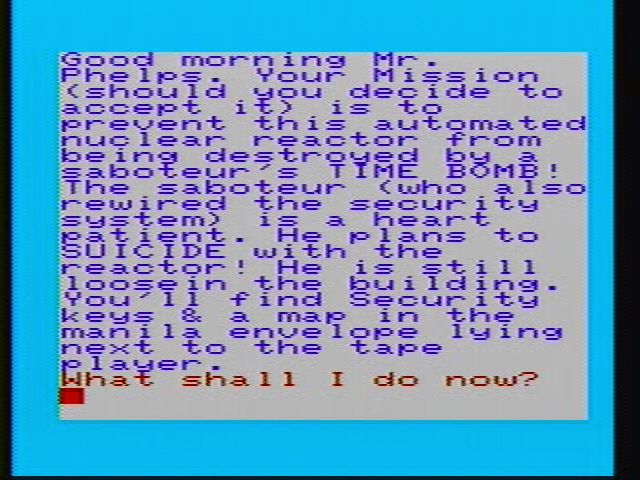 Good morning Mr.
Phelps. Your Mission
(should you decide to
accept it) is to
prevent this automated
nuclear reactor from
being destroyed by a
saboteur's TIME BOMB!
The saboteur (who also
rewired the security
system) is a heart
patient. He plans to
SUICIDE with the
reactor! He is still
loosein the building.
You'll find Security
keys & a map in the
manila envelope lying
next to the tape
player.
What shall I do now?